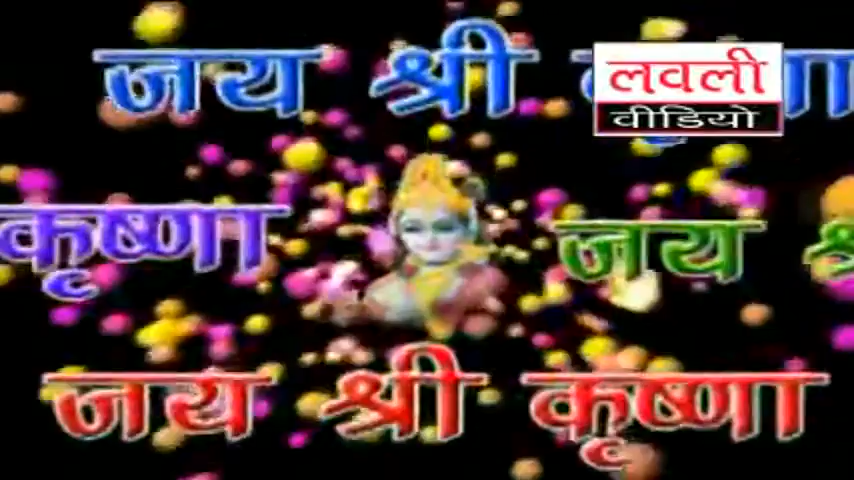 जय श्री
लवली
वीडियो
कृष्णा जय
जय श्री कृष्णा